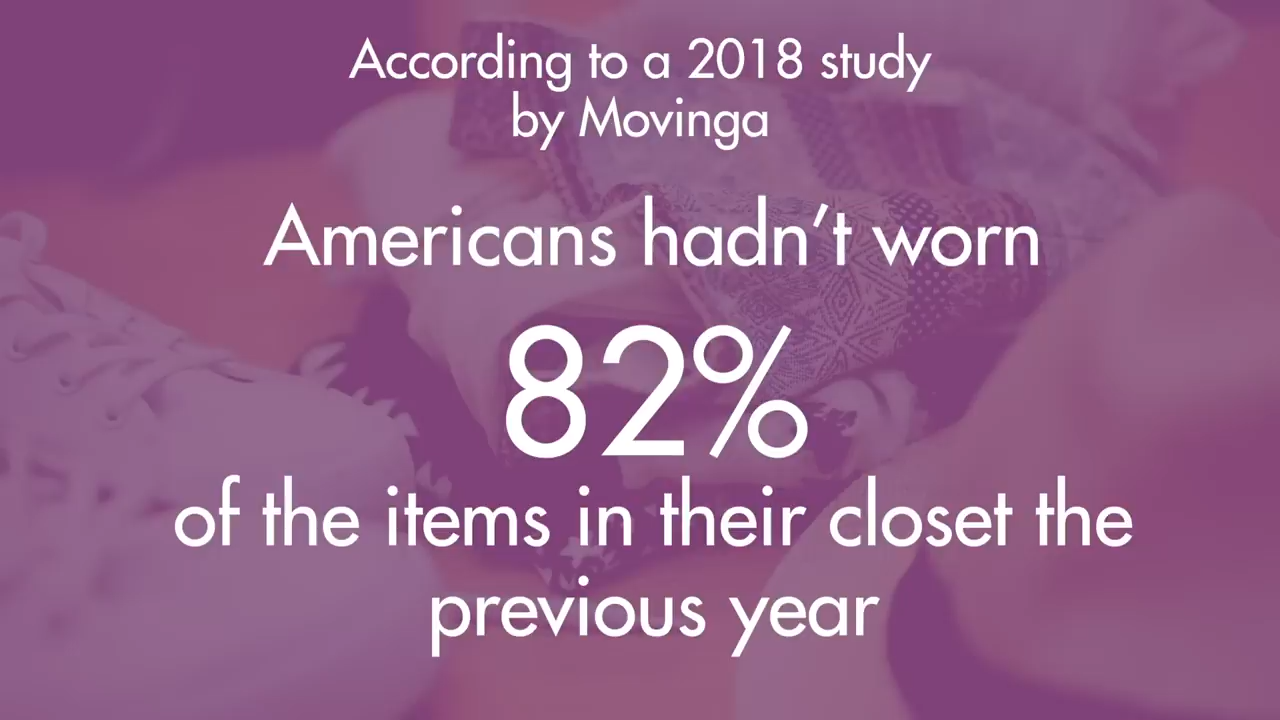 According to a 2018 study
by Movinga
Americans hadn’t worn
82%
of the items in their closet the
previous year